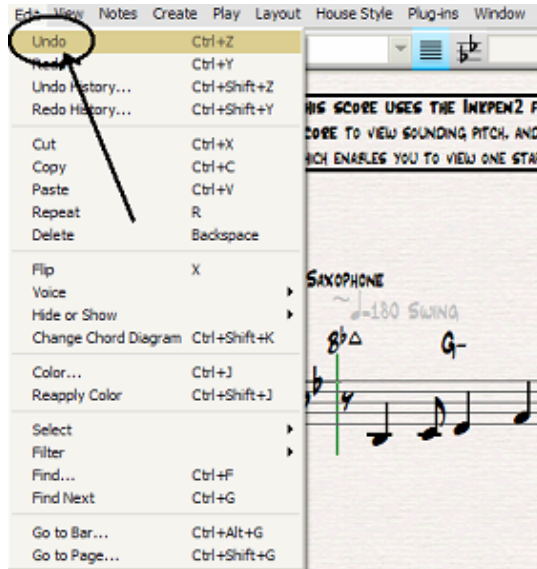 Edit View Notes Create Play Layout House Style Plug-ins Window
Undo Ctrl+Z
Redo Ctrl+Y
Undo History... Ctrl+Shift+Z
Redo History... Ctrl+Shift+Y
Cut Ctrl+X
Copy Ctrl+C
Paste Ctrl+V
Repeat R
Delete Backspace
Flip X
Voice
Hide or Show
Change Chord Diagram Ctrl+Shift+K
Color... Ctrl+J
Reapply Color Ctrl+Shift+J
Select
Filter
Find... Ctrl+F
Find Next Ctrl+G
Go to Bar... Ctrl+Alt+G
Go to Page... Ctrl+Shift+G
HIS SCORE USES THE INKPEN2 F
CORE TO VIEW SOUNDING PITCH, AND
HICH ENABLES YOU TO VIEW ONE STA
SAXOPHONE
~♩=180 SWING
B♭△ G-